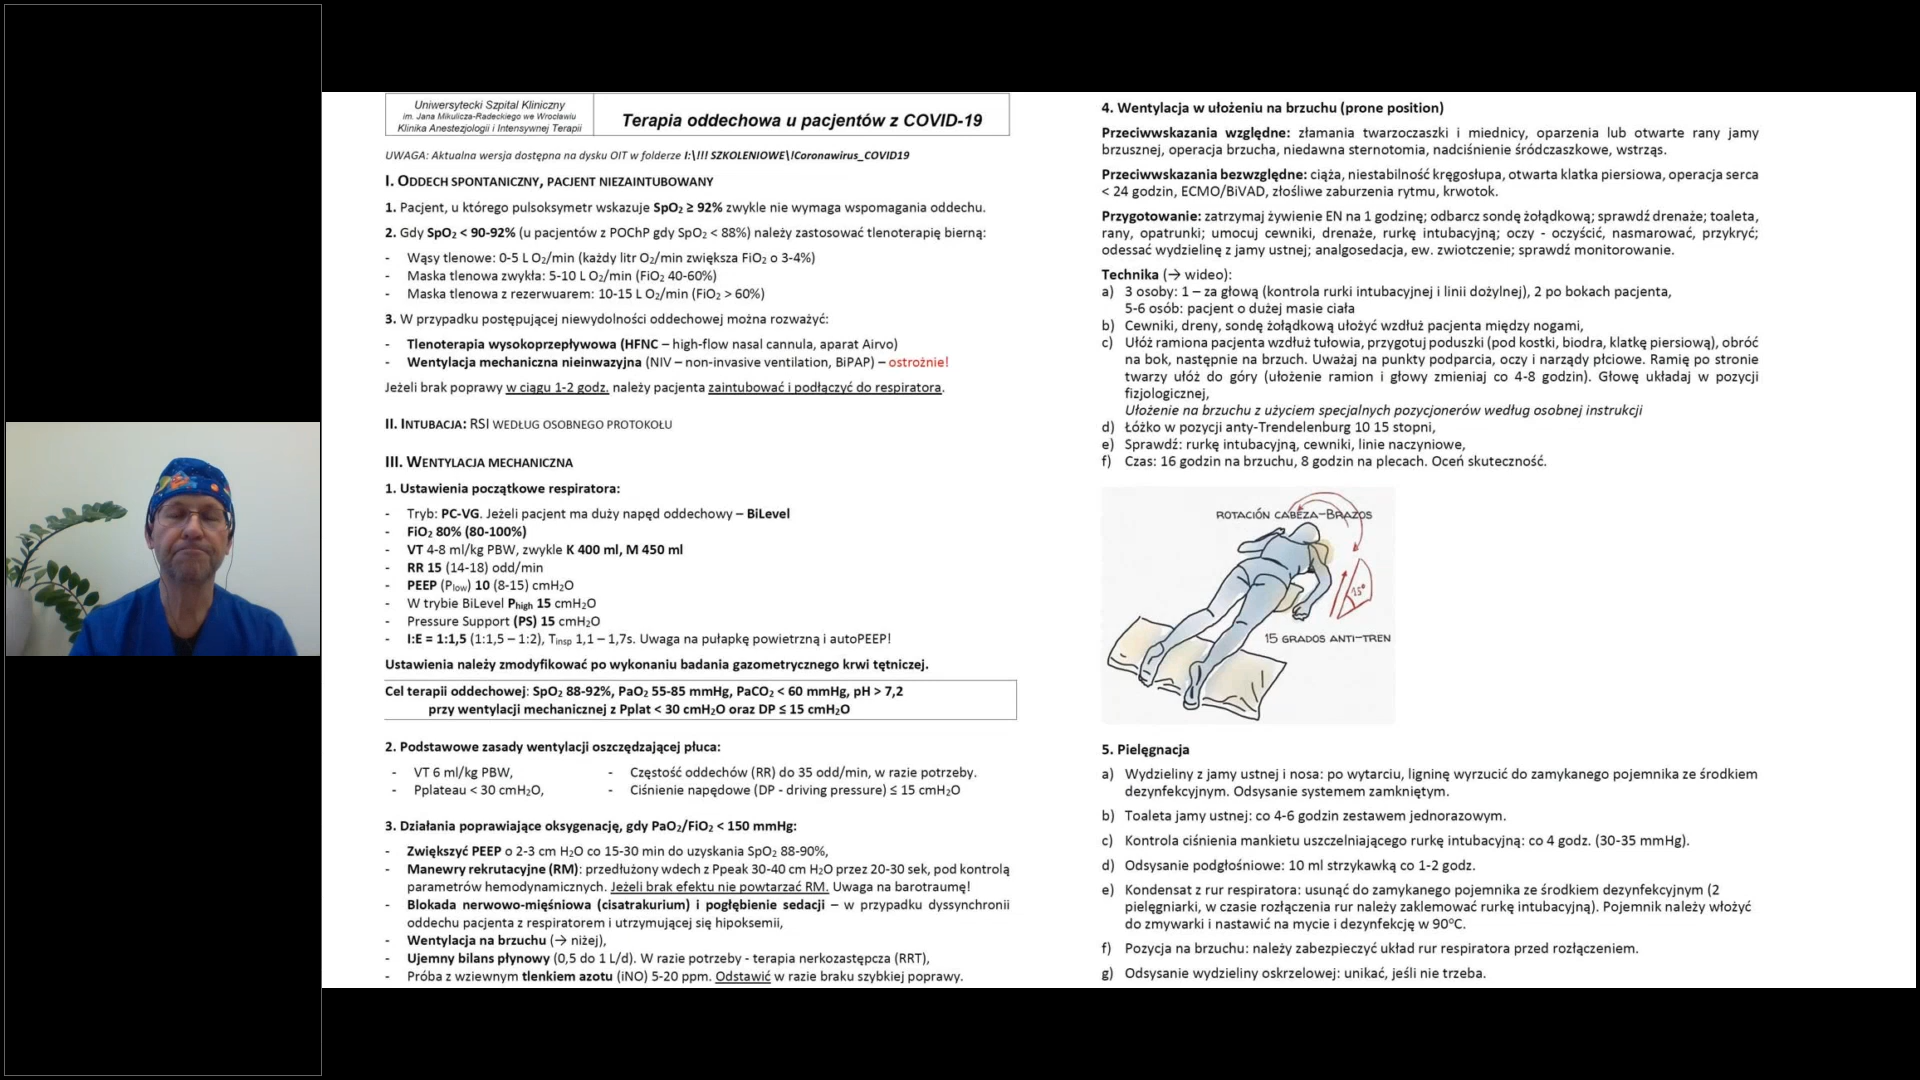 Uniwersytecki Szpital Kliniczny
im. Jana Mikulicza-Radeckiego we Wrocławiu
Klinika Anestezjologii i Intensywnej Terapii
Terapia oddechowa u pacjentów z COVID-19
UWAGA: Aktualna wersja dostępna na dysku OIT w folderze I:\!!! SZKOLENIOWE\!Coronawirus_COVID19
I. ODDECH SPONTANICZNY, PACJENT NIEZAINTUBOWANY
1. Pacjent, u którego pulsoksymetr wskazuje SpO₂ ≥ 92% zwykle nie wymaga wspomagania oddechu.
2. Gdy SpO₂ < 90-92% (u pacjentów z POChP gdy SpO₂ < 88%) należy zastosować tlenoterapię bierną:
- Wąsy tlenowe: 0-5 L O₂/min (każdy litr O₂/min zwiększa FiO₂ o 3-4%)
- Maska tlenowa zwykła: 5-10 L O₂/min (FiO₂ 40-60%)
- Maska tlenowa z rezerwuarem: 10-15 L O₂/min (FiO₂ > 60%)
3. W przypadku postępującej niewydolności oddechowej można rozważyć:
- Tlenoterapia wysokoprzepływowa (HFNC – high-flow nasal cannula, aparat Airvo)
- Wentylacja mechaniczna nieinwazyjna (NIV – non-invasive ventilation, BiPAP) – ostrożnie!
Jeżeli brak poprawy w ciągu 1-2 godz. należy pacjenta zaintubować i podłączyć do respiratora.
II. INTUBACJA: RSI WEDŁUG OSOBNEGO PROTOKOŁU
III. WENTYLACJA MECHANICZNA
1. Ustawienia początkowe respiratora:
- Tryb: PC-VG. Jeżeli pacjent ma duży napęd oddechowy – BiLevel
- FiO₂ 80% (80-100%)
- VT 4-8 ml/kg PBW, zwykle K 400 ml, M 450 ml
- RR 15 (14-18) odd/min
- PEEP (Plow) 10 (8-15) cmH₂O
- W trybie BiLevel Phigh 15 cmH₂O
- Pressure Support (PS) 15 cmH₂O
- I:E = 1:1,5 (1:1,5 – 1:2), Tinsp 1,1 – 1,7s. Uwaga na pułapkę powietrzną i autoPEEP!
Ustawienia należy zmodyfikować po wykonaniu badania gazometrycznego krwi tętniczej.
Cel terapii oddechowej: SpO₂ 88-92%, PaO₂ 55-85 mmHg, PaCO₂ < 60 mmHg, pH > 7,2
przy wentylacji mechanicznej z Pplat < 30 cmH₂O oraz DP ≤ 15 cmH₂O
2. Podstawowe zasady wentylacji oszczędzającej płuca:
- VT 6 ml/kg PBW, - Częstość oddechów (RR) do 35 odd/min, w razie potrzeby.
- Pplateau < 30 cmH₂O, - Ciśnienie napędowe (DP - driving pressure) ≤ 15 cmH₂O
3. Działania poprawiające oksygenację, gdy PaO₂/FiO₂ < 150 mmHg:
- Zwiększyć PEEP o 2-3 cm H₂O co 15-30 min do uzyskania SpO₂ 88-90%,
- Manewry rekrutacyjne (RM): przedłużony wdech z Ppeak 30-40 cm H₂O przez 20-30 sek, pod kontrolą
parametrów hemodynamicznych. Jeżeli brak efektu nie powtarzać RM. Uwaga na barotraumę!
- Blokada nerwowo-mięśniowa (cisatrakurium) i pogłębienie sedacji – w przypadku dyssynchronii
oddechu pacjenta z respiratorem i utrzymującej się hipoksemii,
- Wentylacja na brzuchu (→ niżej),
- Ujemny bilans płynowy (0,5 do 1 L/d). W razie potrzeby - terapia nerkozastępcza (RRT),
- Próba z wziewnym tlenkiem azotu (iNO) 5-20 ppm. Odstawić w razie braku szybkiej poprawy.
4. Wentylacja w ułożeniu na brzuchu (prone position)
Przeciwwskazania względne: złamania twarzoczaszki i miednicy, oparzenia lub otwarte rany jamy
brzusznej, operacja brzucha, niedawna sternotomia, nadciśnienie śródczaszkowe, wstrząs.
Przeciwwskazania bezwzględne: ciąża, niestabilność kręgosłupa, otwarta klatka piersiowa, operacja serca
< 24 godzin, ECMO/BiVAD, złośliwe zaburzenia rytmu, krwotok.
Przygotowanie: zatrzymaj żywienie EN na 1 godzinę; odbarcz sondę żołądkową; sprawdź drenaże; toaleta,
rany, opatrunki; umocuj cewniki, drenaże, rurkę intubacyjną; oczy - oczyścić, nasmarować, przykryć;
odessać wydzielinę z jamy ustnej; analgosedacja, ew. zwiotczenie; sprawdź monitorowanie.
Technika (→ wideo):
a) 3 osoby: 1 – za głową (kontrola rurki intubacyjnej i linii dożylnej), 2 po bokach pacjenta,
5-6 osób: pacjent o dużej masie ciała
b) Cewniki, dreny, sondę żołądkową ułożyć wzdłuż pacjenta między nogami,
c) Ułóż ramiona pacjenta wzdłuż tułowia, przygotuj poduszki (pod kostki, biodra, klatkę piersiową), obróć
na bok, następnie na brzuch. Uważaj na punkty podparcia, oczy i narządy płciowe. Ramię po stronie
twarzy ułóż do góry (ułożenie ramion i głowy zmieniaj co 4-8 godzin). Głowę układaj w pozycji
fizjologicznej,
Ułożenie na brzuchu z użyciem specjalnych pozycjonerów według osobnej instrukcji
d) Łóżko w pozycji anty-Trendelenburg 10 15 stopni,
e) Sprawdź: rurkę intubacyjną, cewniki, linie naczyniowe,
f) Czas: 16 godzin na brzuchu, 8 godzin na plecach. Oceń skuteczność.
ROTACIÓN CABEZA-BRAZOS
15°
15 GRADOS ANTI-TREN
5. Pielęgnacja
a) Wydzieliny z jamy ustnej i nosa: po wytarciu, ligninę wyrzucić do zamykanego pojemnika ze środkiem
dezynfekcyjnym. Odsysanie systemem zamkniętym.
b) Toaleta jamy ustnej: co 4-6 godzin zestawem jednorazowym.
c) Kontrola ciśnienia mankietu uszczelniającego rurkę intubacyjną: co 4 godz. (30-35 mmHg).
d) Odsysanie podgłośniowe: 10 ml strzykawką co 1-2 godz.
e) Kondensat z rur respiratora: usunąć do zamykanego pojemnika ze środkiem dezynfekcyjnym (2
pielęgniarki, w czasie rozłączenia rur należy zaklemować rurkę intubacyjną). Pojemnik należy włożyć
do zmywarki i nastawić na mycie i dezynfekcję w 90°C.
f) Pozycja na brzuchu: należy zabezpieczyć układ rur respiratora przed rozłączeniem.
g) Odsysanie wydzieliny oskrzelowej: unikać, jeśli nie trzeba.